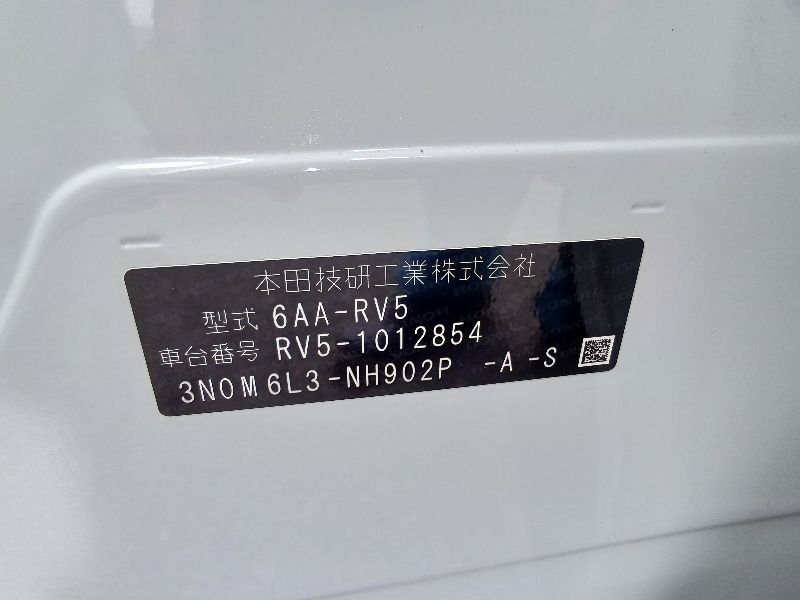 本田技研工業株式会社
型式 6AA-RV5
車台番号 RV5-1012854
3N0M6L3-NH902P -A -S